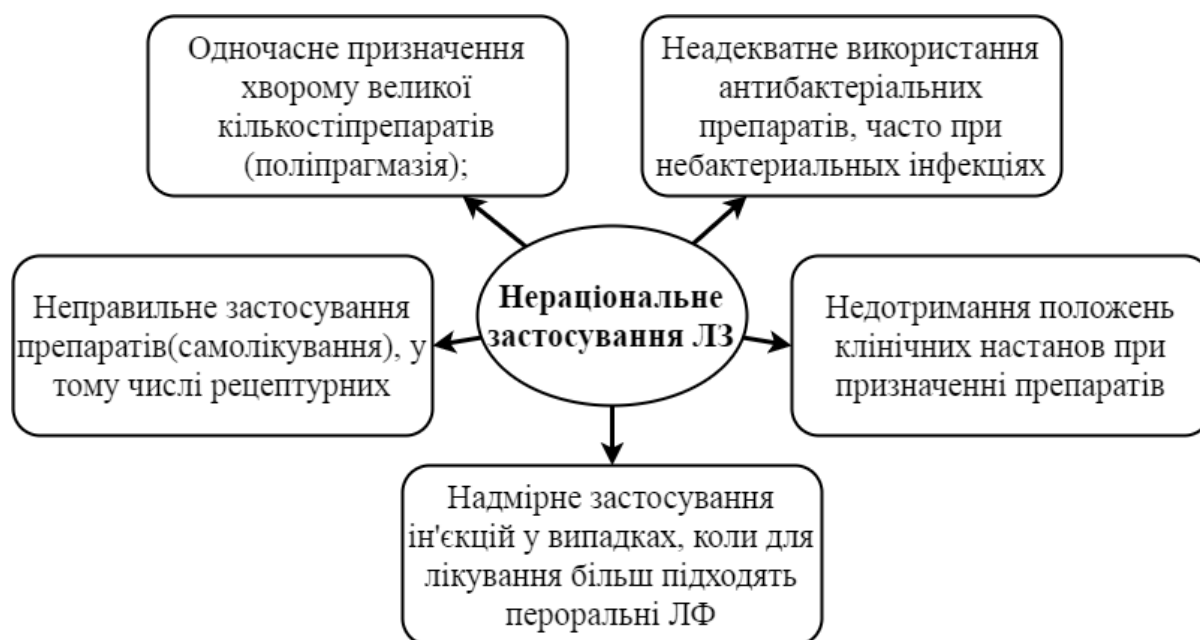 Одночасне призначення
хворому великої
кількостіпрепаратів
(поліпрагмазія);
Неадекватне використання
антибактеріальних
препаратів, часто при
небактериальных інфекціях
Нераціональне
застосування ЛЗ
Неправильне застосування
препаратів(самолікування), у
тому числі рецептурних
Недотримання положень
клінічних настанов при
призначенні препаратів
Надмірне застосування
ін'єкцій у випадках, коли для
лікування більш підходять
пероральні ЛФ